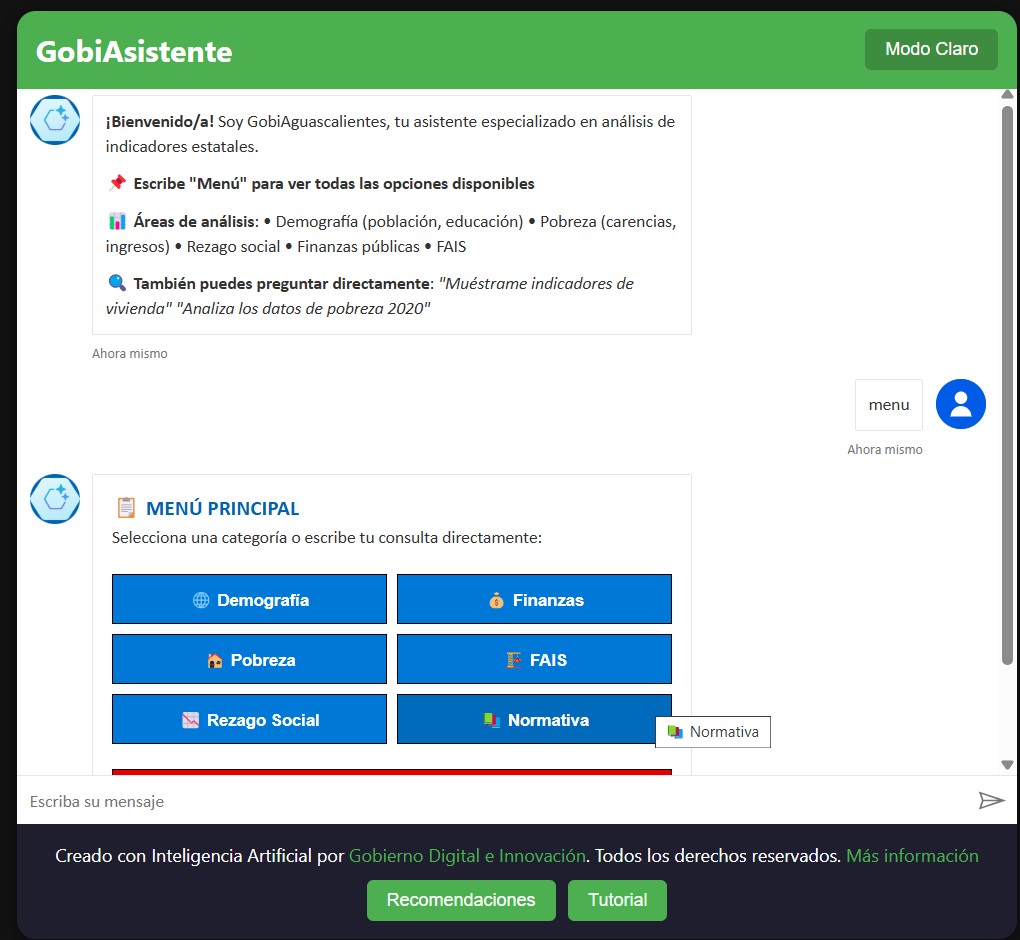 GobiAsistente
Modo Claro
¡Bienvenido/a! Soy GobiAguascalientes, tu asistente especializado en análisis de
indicadores estatales.
Escribe "Menú" para ver todas las opciones disponibles
Áreas de análisis: • Demografía (población, educación) • Pobreza (carencias,
ingresos) • Rezago social • Finanzas públicas • FAIS
También puedes preguntar directamente: "Muéstrame indicadores de
vivienda" "Analiza los datos de pobreza 2020"
Ahora mismo
menu
Ahora mismo
MENÚ PRINCIPAL
Selecciona una categoría o escribe tu consulta directamente:
Demografía
Finanzas
Pobreza
FAIS
Rezago Social
Normativa
Normativa
Escriba su mensaje
Creado con Inteligencia Artificial por Gobierno Digital e Innovación. Todos los derechos reservados. Más información
Recomendaciones
Tutorial